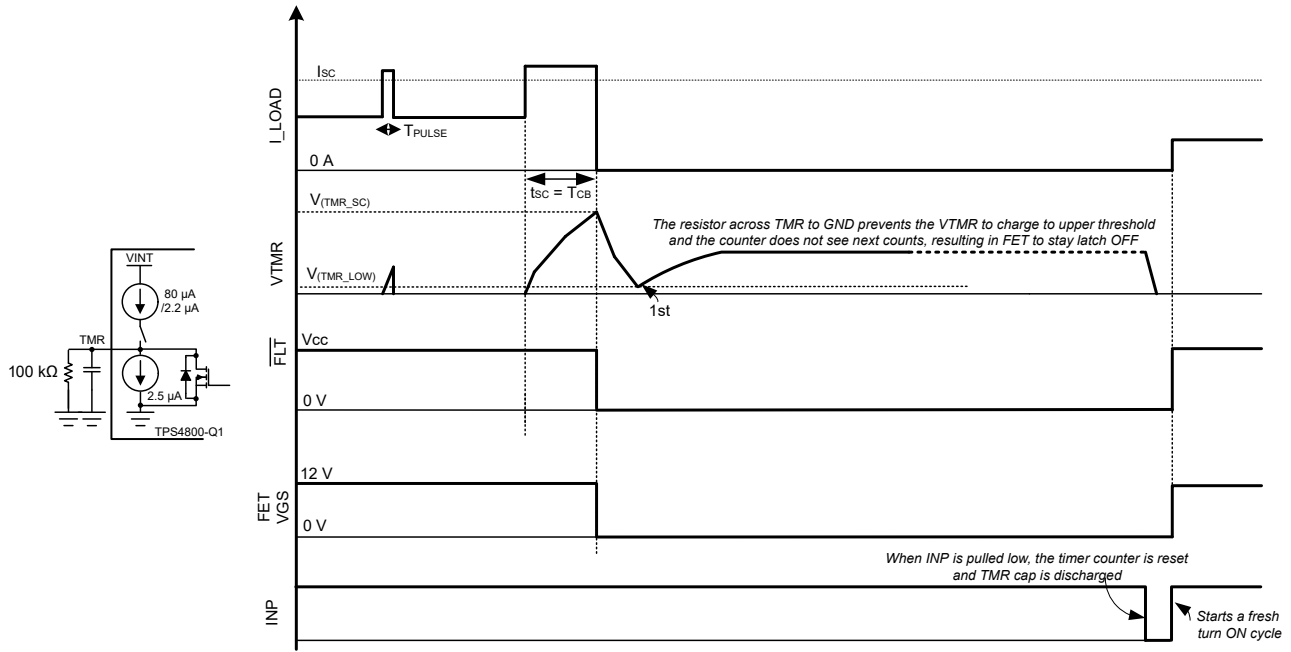 VINT
80 µA
/2.2 µA
TMR
100 kΩ
2.5 µA
TPS4800-Q1
I_LOAD
ISC
TPULSE
0 A
tSC = TCB
VTMR
V(TMR_SC)
The resistor across TMR to GND prevents the VTMR to charge to upper threshold
and the counter does not see next counts, resulting in FET to stay latch OFF
V(TMR_LOW)
1st
FLT
Vcc
0 V
FET
VGS
12 V
0 V
When INP is pulled low, the timer counter is reset
and TMR cap is discharged
INP
Starts a fresh
turn ON cycle